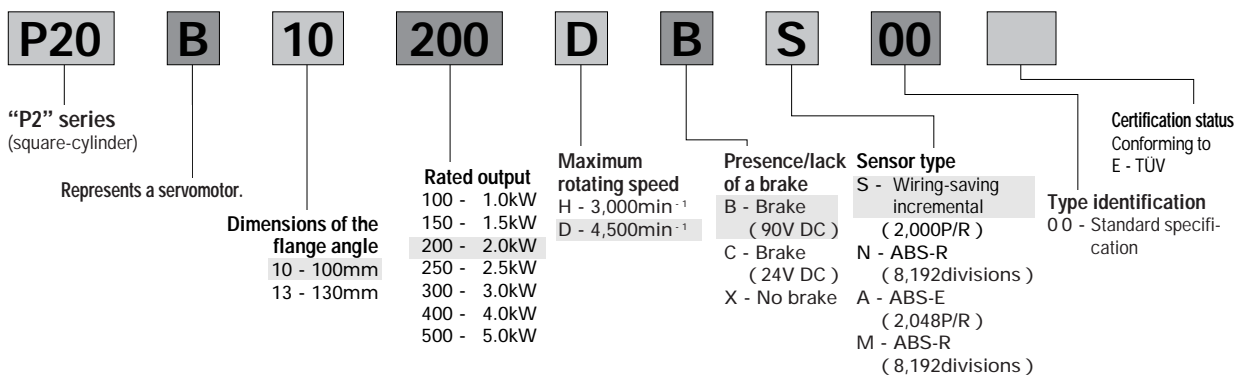 P20 B 10 200 D B S 00
“P2” series
(square-cylinder)
Represents a servomotor.
Dimensions of the
flange angle
10 - 100mm
13 - 130mm
Rated output
100 - 1.0kW
150 - 1.5kW
200 - 2.0kW
250 - 2.5kW
300 - 3.0kW
400 - 4.0kW
500 - 5.0kW
Maximum
rotating speed
H - 3,000min⁻¹
D - 4,500min⁻¹
Presence/lack
of a brake
B - Brake
( 90V DC )
C - Brake
( 24V DC )
X - No brake
Sensor type
S - Wiring-saving
incremental
( 2,000P/R )
N - ABS-R
( 8,192divisions )
A - ABS-E
( 2,048P/R )
M - ABS-R
( 8,192divisions )
Type identification
0 0 - Standard specifi-
cation
Certification status
Conforming to
E - TÜV